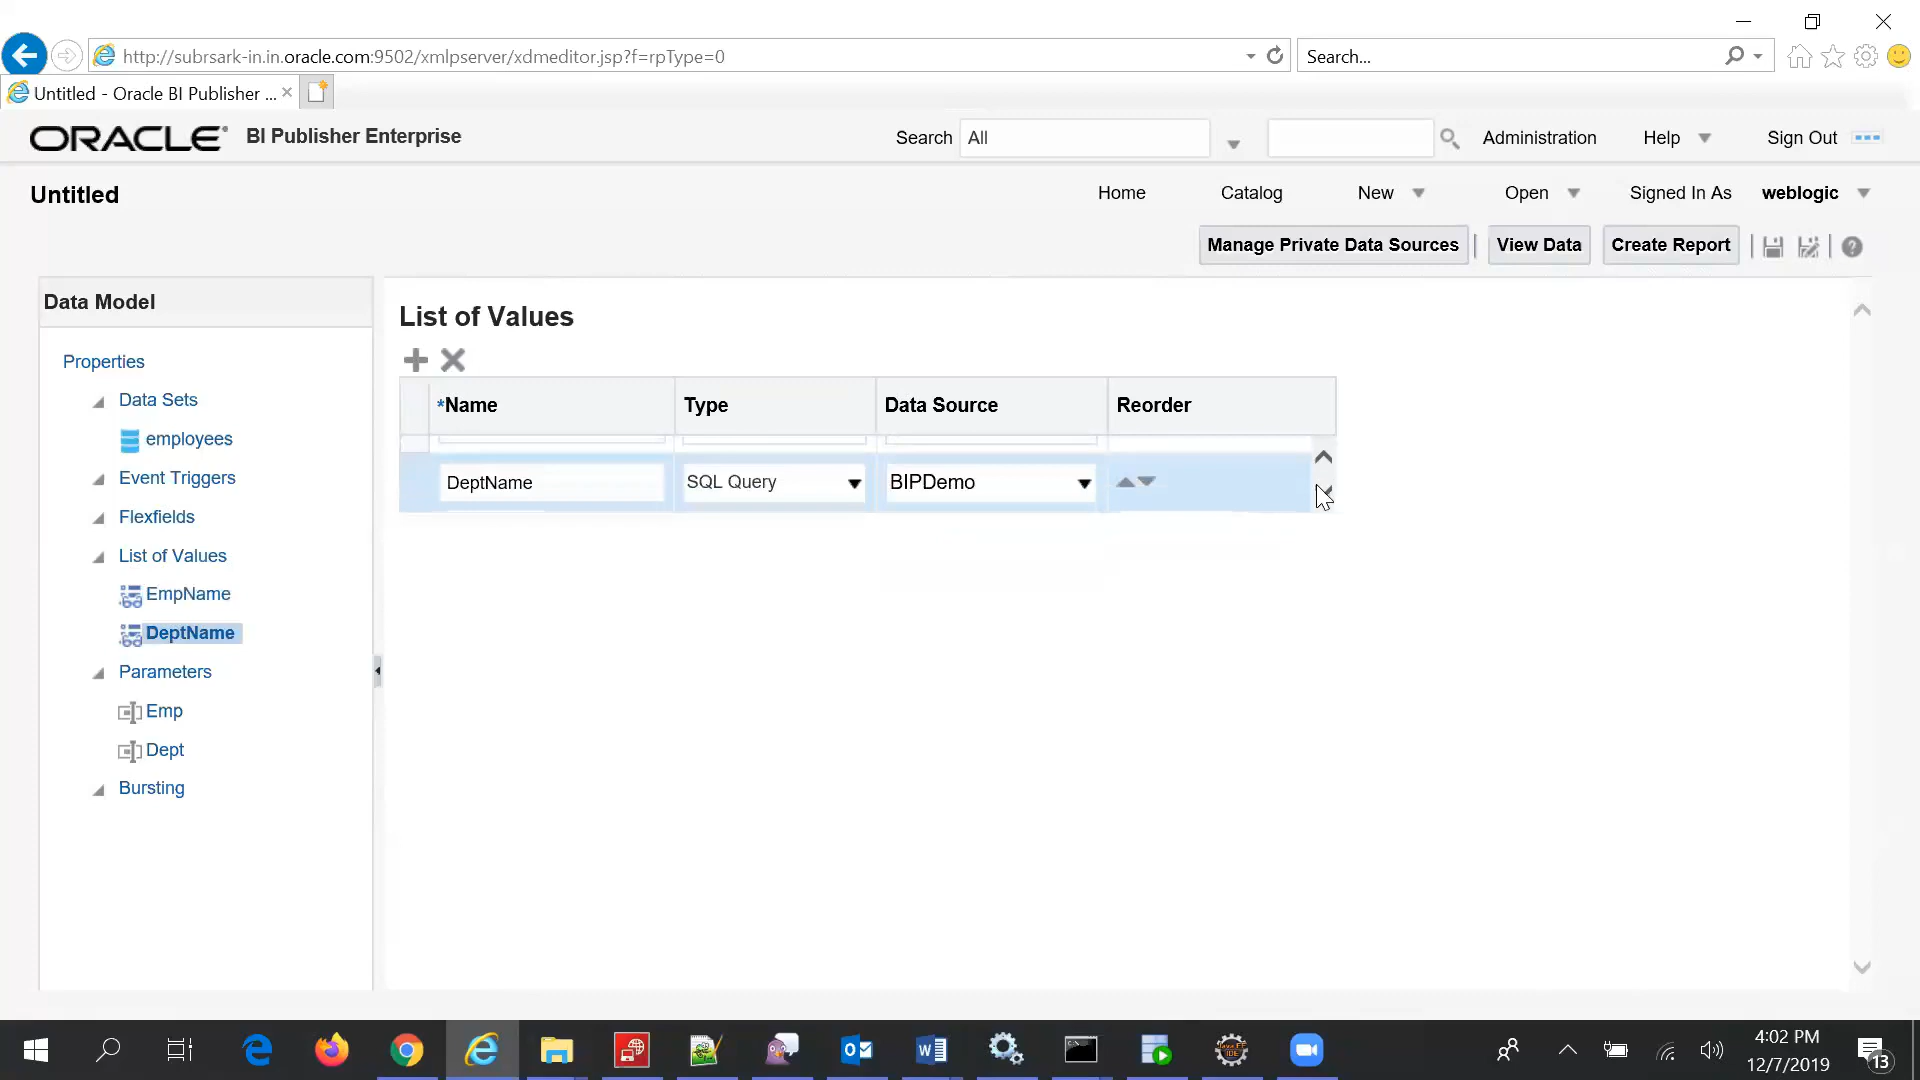 http://subrsark-in.in.oracle.com:9502/xmlpserver/xdmeditor.jsp?f=rpType=0
Search...
Untitled - Oracle BI Publisher ...
ORACLE BI Publisher Enterprise
Search All
Administration
Help
Sign Out
Untitled
Home
Catalog
New
Open
Signed In As weblogic
Manage Private Data Sources
View Data
Create Report
Data Model
Properties
Data Sets
employees
Event Triggers
Flexfields
List of Values
EmpName
DeptName
Parameters
Emp
Dept
Bursting
List of Values
*Name Type Data Source Reorder
DeptName SQL Query BIPDemo
4:02 PM
12/7/2019
13